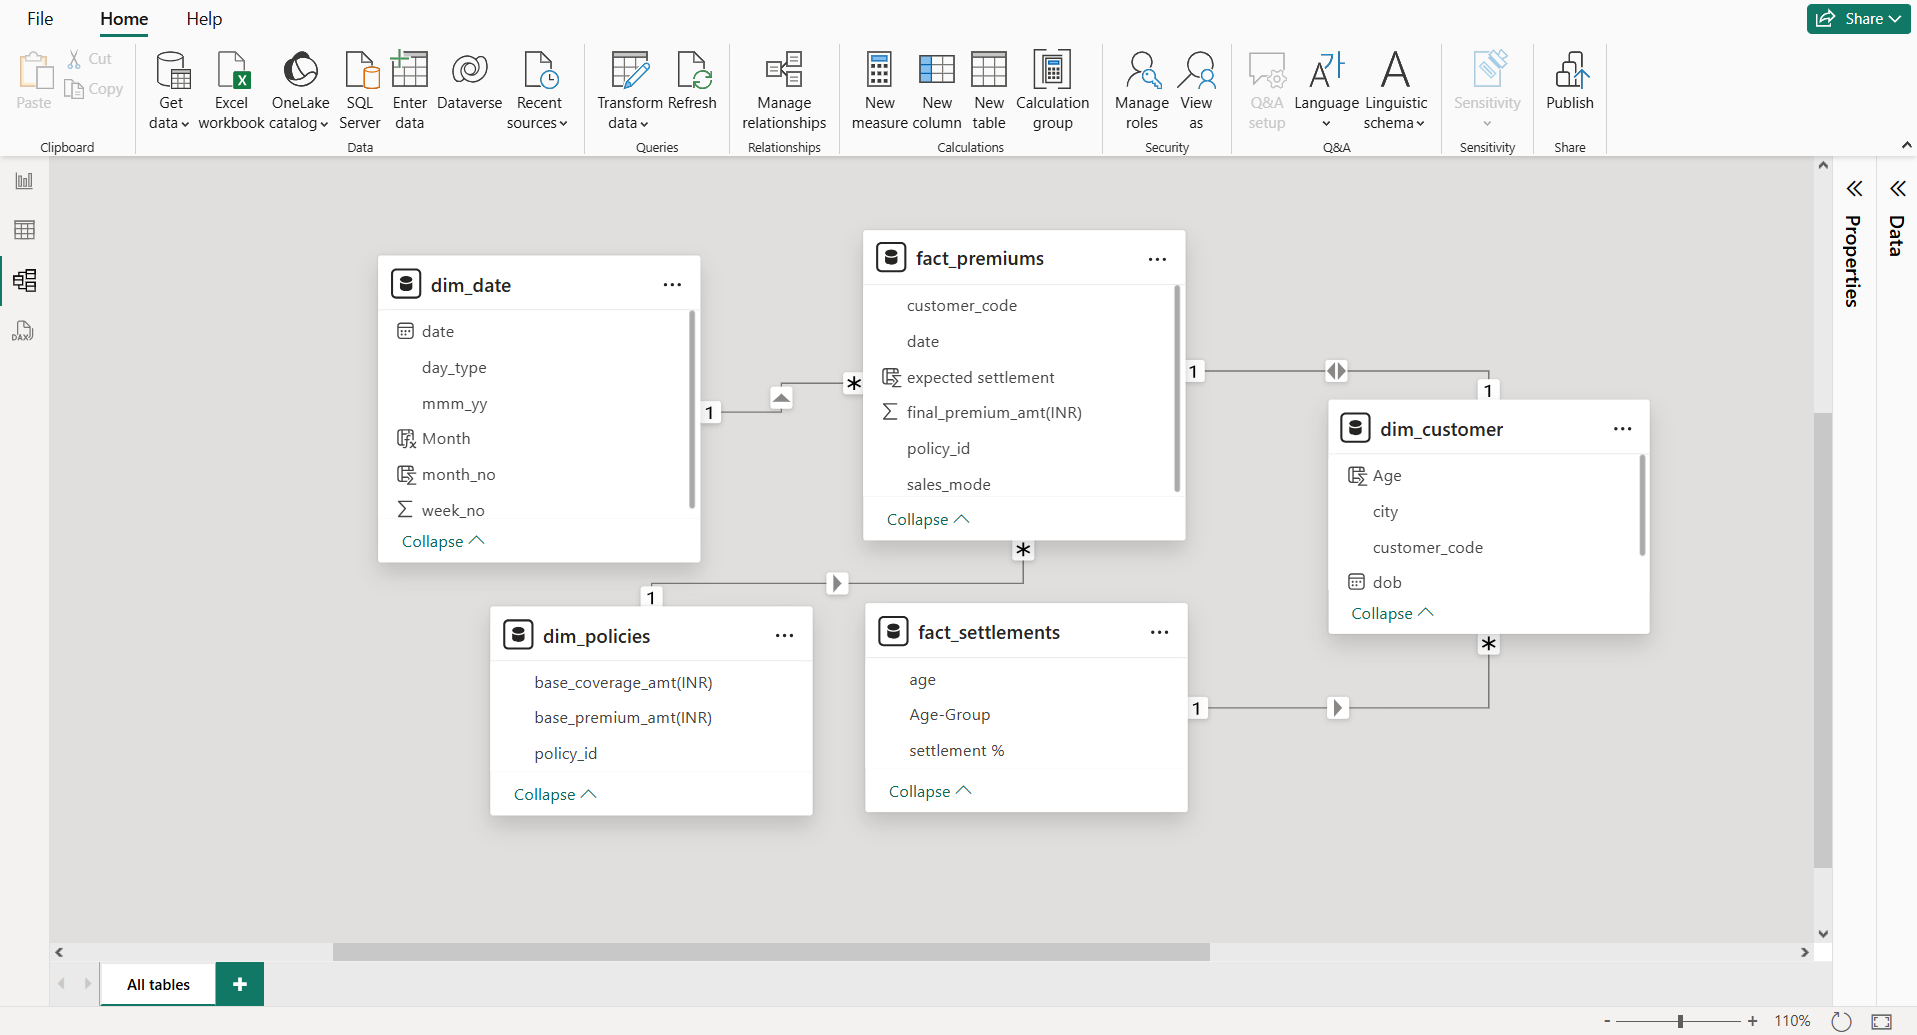 File
Home
Help
Share
Paste
Cut
Copy
Get data
Excel workbook
OneLake catalog
SQL Server
Enter data
Dataverse
Recent sources
Transform data
Refresh
Manage relationships
New measure
New column
New table
Calculation group
Manage roles
View as
Q&A setup
Language
Linguistic schema
Sensitivity
Publish
Clipboard
Data
Queries
Relationships
Calculations
Security
Q&A
Sensitivity
Share
DAX
Properties
Data
dim_date
date
day_type
mmm_yy
Month
month_no
week_no
Collapse
1
*
fact_premiums
customer_code
date
expected settlement
final_premium_amt(INR)
policy_id
sales_mode
Collapse
*
1
1
dim_customer
Age
city
customer_code
dob
Collapse
*
1
dim_policies
base_coverage_amt(INR)
base_premium_amt(INR)
policy_id
Collapse
fact_settlements
age
Age-Group
settlement %
Collapse
1
All tables
+
- + 110%